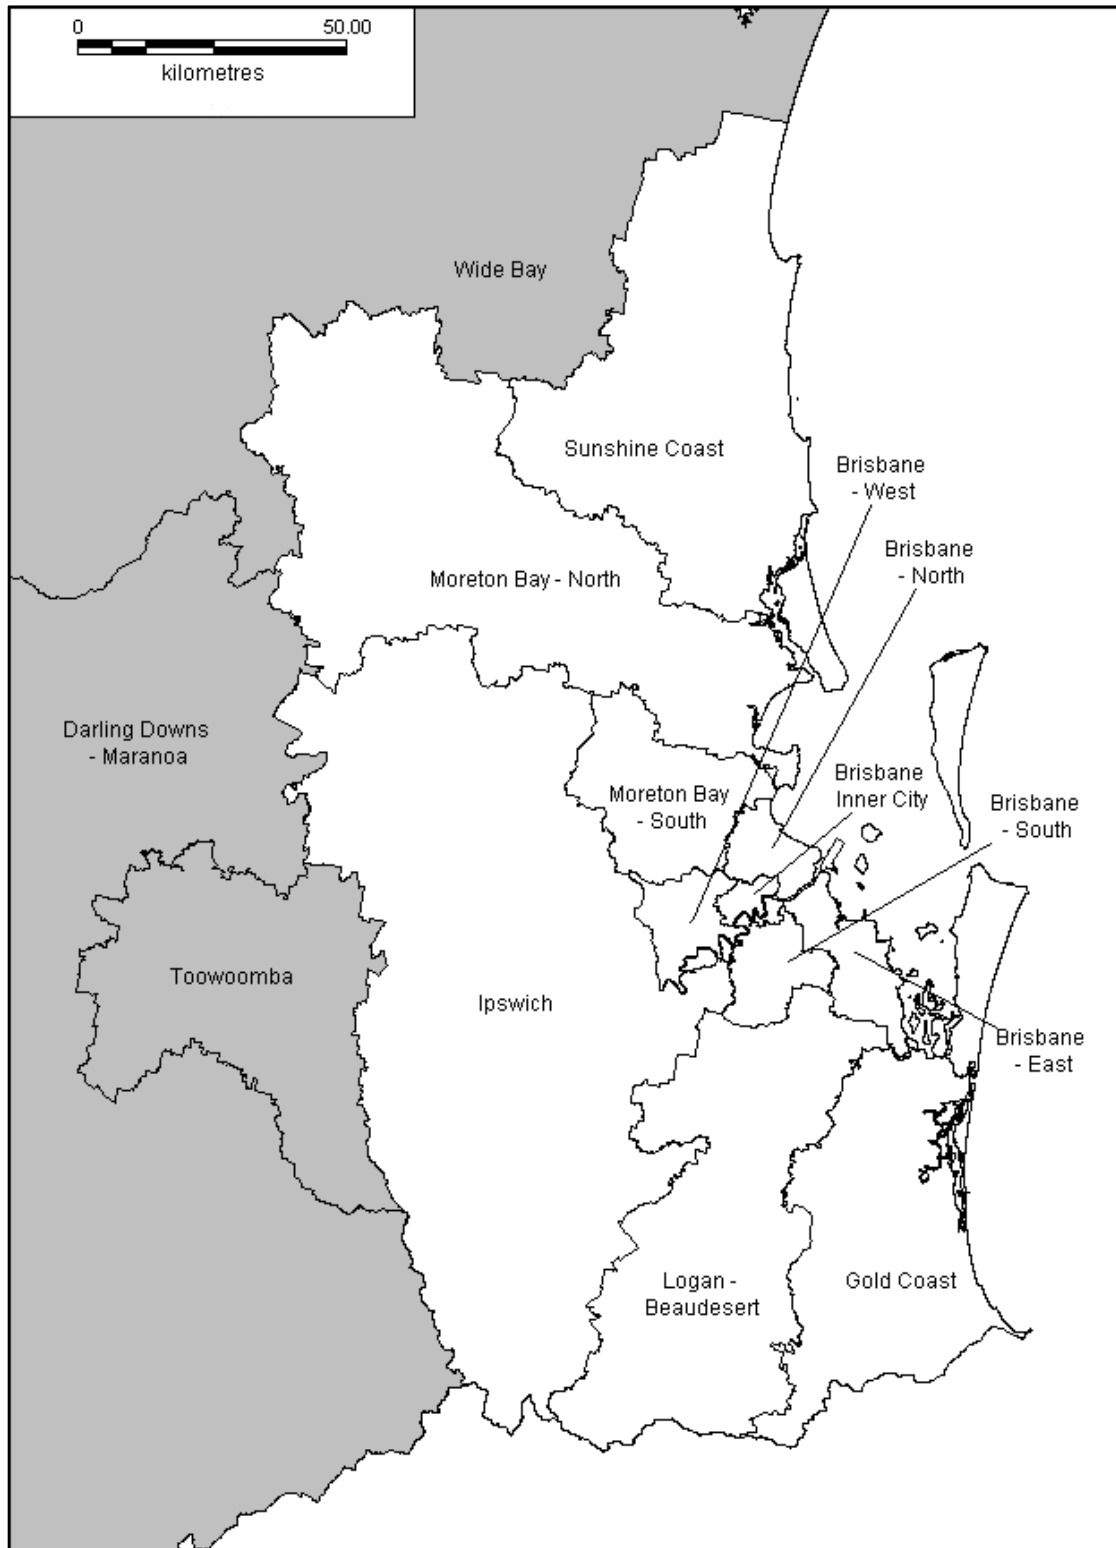 0 50.00
kilometres
Wide Bay
Sunshine Coast
Brisbane
- West
Brisbane
- North
Moreton Bay - North
Darling Downs
- Maranoa
Moreton Bay
- South
Brisbane
Inner City
Brisbane
- South
Toowoomba
Ipswich
Brisbane
- East
Logan -
Beaudesert
Gold Coast